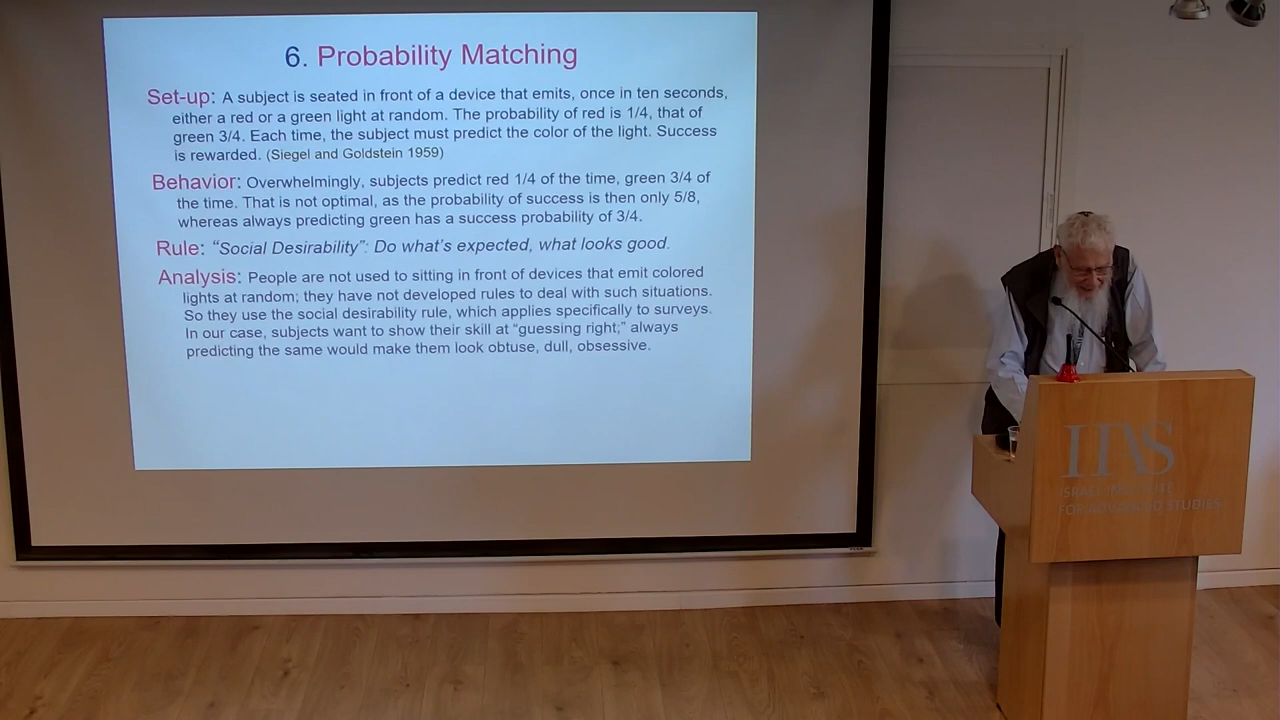 6. Probability Matching
Set-up: A subject is seated in front of a device that emits, once in ten seconds,
either a red or a green light at random. The probability of red is 1/4, that of
green 3/4. Each time, the subject must predict the color of the light. Success
is rewarded. (Siegel and Goldstein 1959)
Behavior: Overwhelmingly, subjects predict red 1/4 of the time, green 3/4 of
the time. That is not optimal, as the probability of success is then only 5/8,
whereas always predicting green has a success probability of 3/4.
Rule: “Social Desirability”: Do what’s expected, what looks good.
Analysis: People are not used to sitting in front of devices that emit colored
lights at random; they have not developed rules to deal with such situations.
So they use the social desirability rule, which applies specifically to surveys.
In our case, subjects want to show their skill at “guessing right;” always
predicting the same would make them look obtuse, dull, obsessive.
IIAS
ISRAEL INSTITUTE
FOR ADVANCED STUDIES